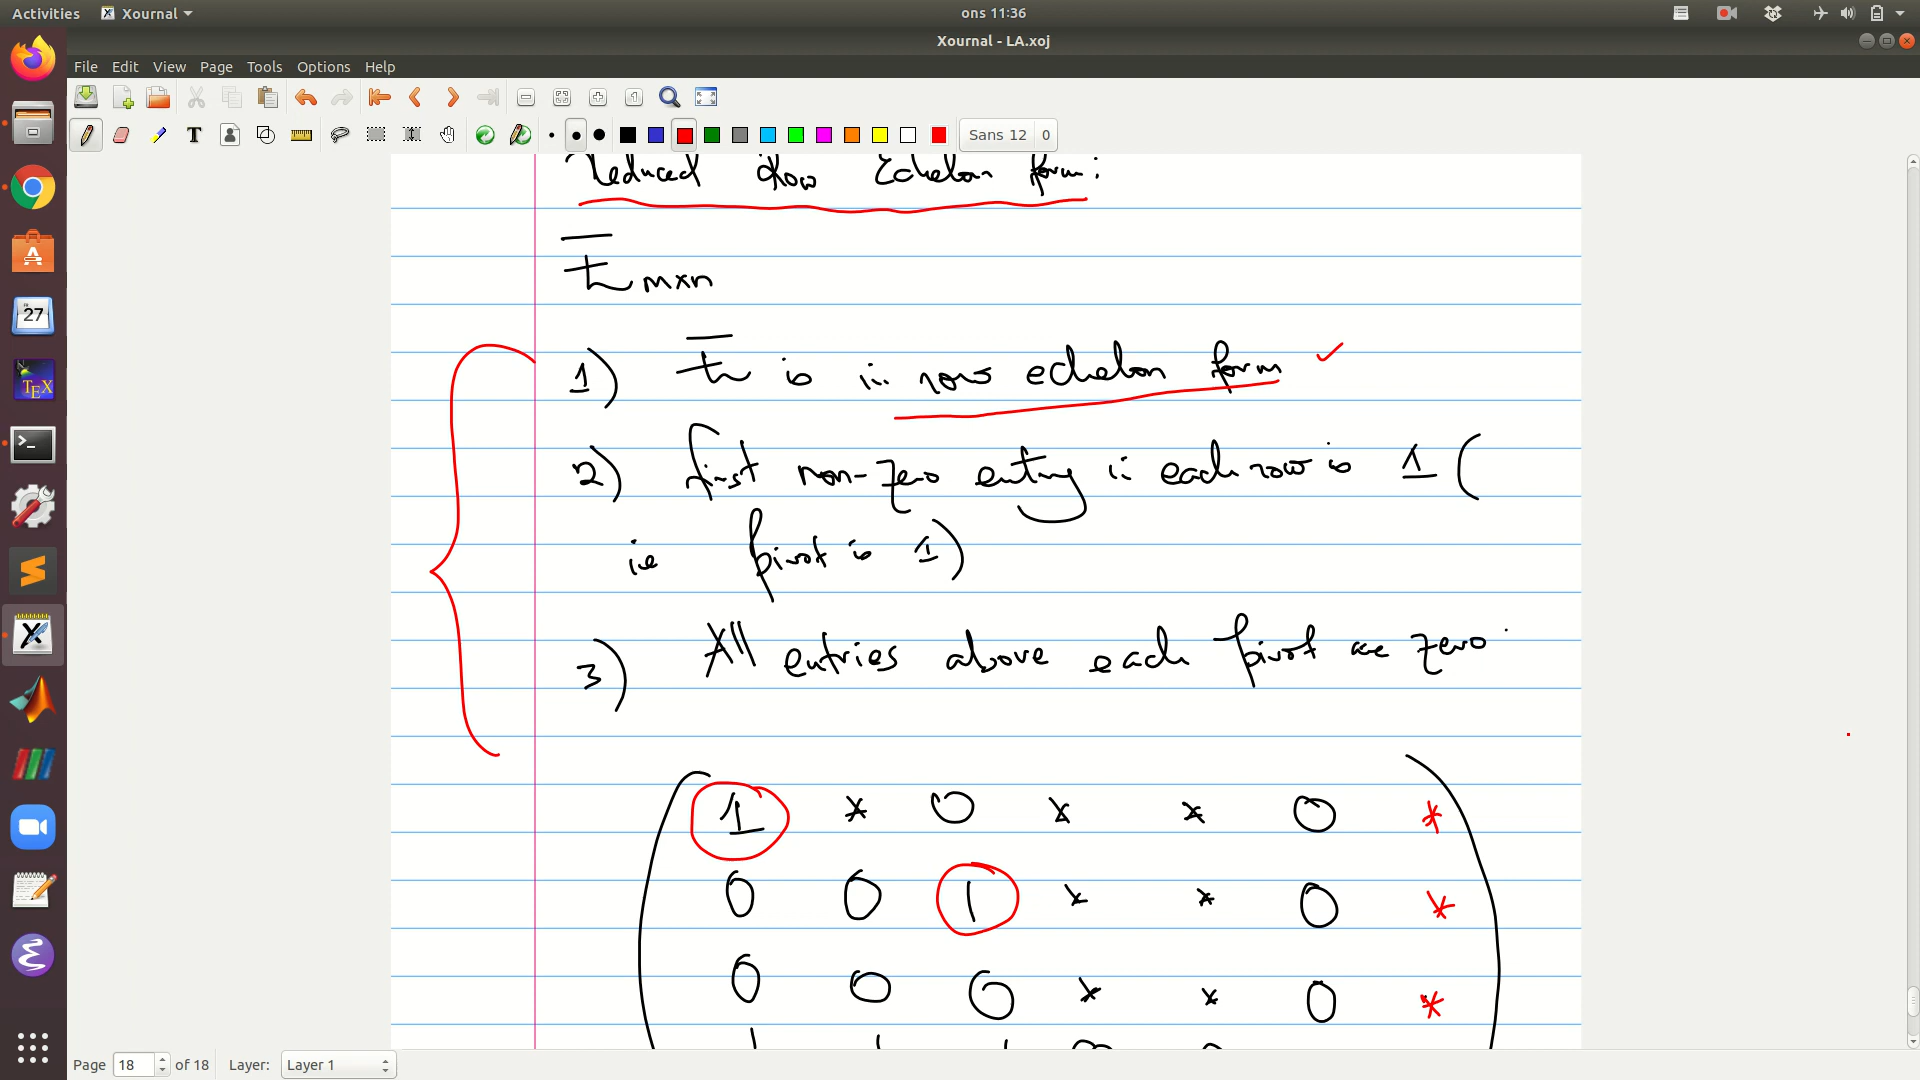 Activities Xournal ons 11:36
Xournal - LA.xoj
File Edit View Page Tools Options Help
T Sans 12 0
Reduced Row Echelon form:
m×n
1) is in row echelon form ✓
2) first non-zero entry in each row is 1 (
ie pivot is 1)
3) All entries above each pivot are zero.
1 * 0 * * 0 *
0 0 1 * * 0 *
0 0 0 * * 0 *
27
TEX
Page 18 of 18 Layer: Layer 1